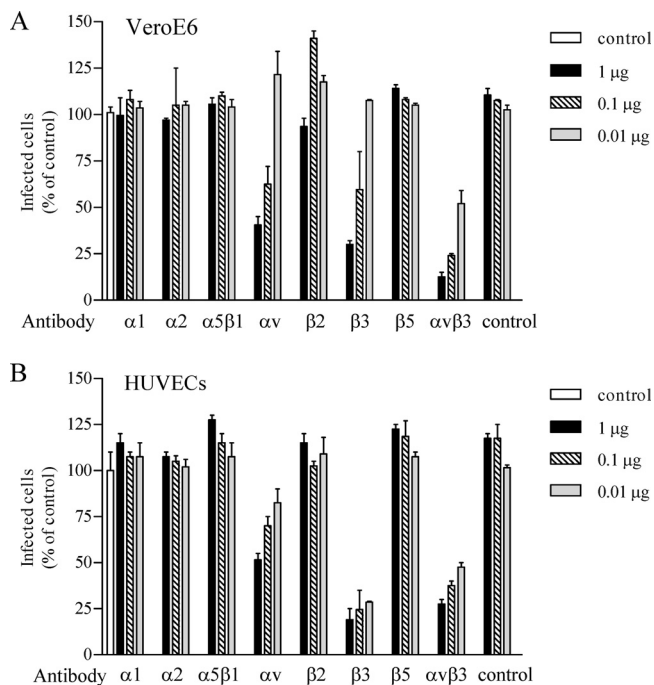 A
VeroE6
150
125
100
75
50
25
0
Infected cells
(% of control)
control
1 μg
0.1 μg
0.01 μg
Antibody α1 α2 α5β1 αv β2 β3 β5 αvβ3 control
B
HUVECs
150
125
100
75
50
25
0
Infected cells
(% of control)
control
1 μg
0.1 μg
0.01 μg
Antibody α1 α2 α5β1 αv β2 β3 β5 αvβ3 control